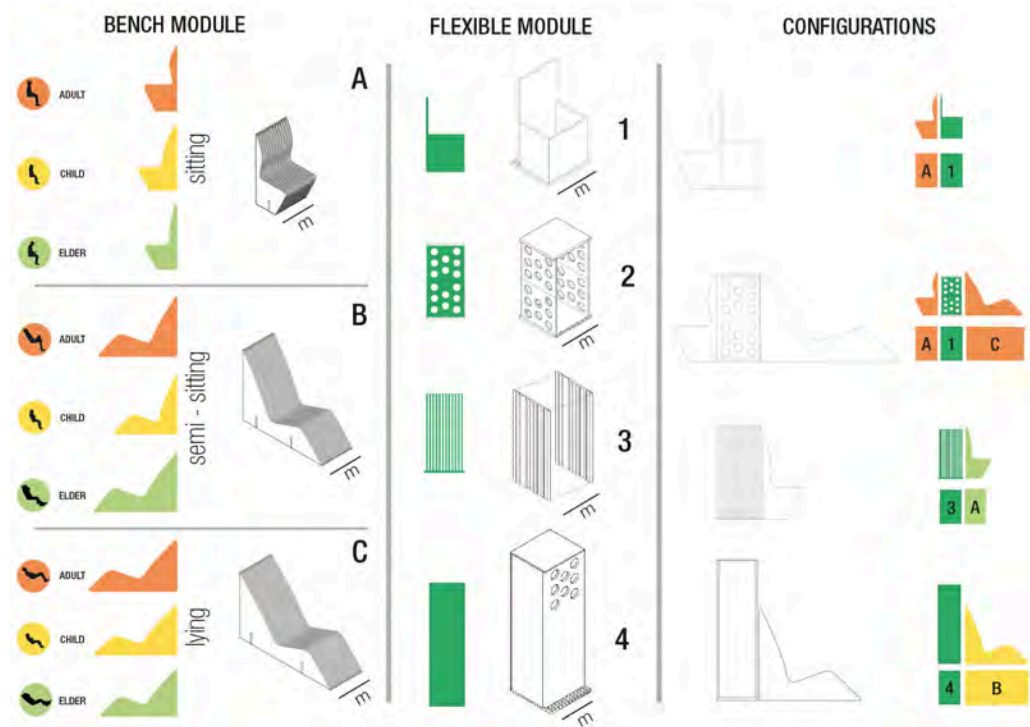 BENCH MODULE
A
ADULT
CHILD
ELDER
sitting
m
B
ADULT
CHILD
ELDER
semi - sitting
m
C
ADULT
CHILD
ELDER
lying
m
FLEXIBLE MODULE
1
m
2
m
3
m
4
m
CONFIGURATIONS
A 1
A 1 C
3 A
4 B